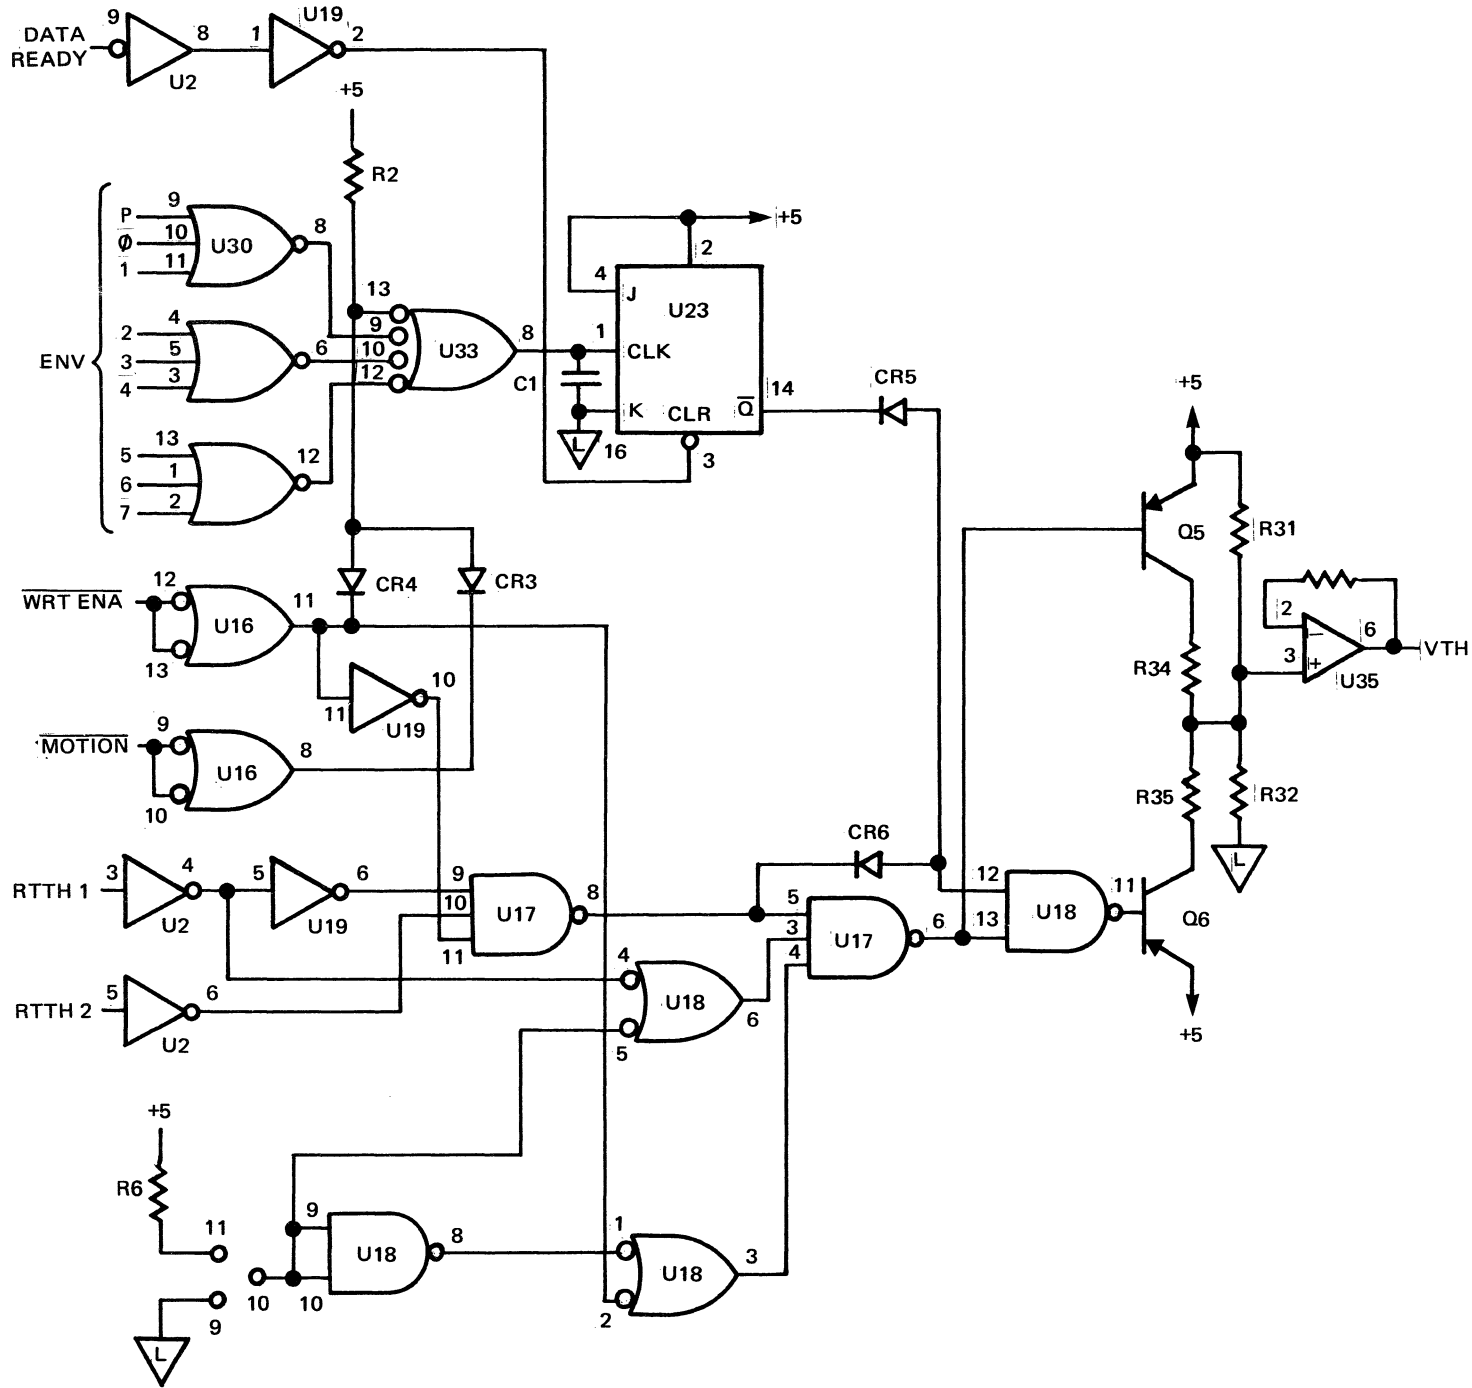 9 8 1 U19 2
DATA
READY
U2
+5
R2
P 9
Ø 10 U30 8
1 11
+5
2
13 4 J U23
2 4 9 8 1
3 5 6 10 U33 CLK
ENV
4 3 12 C1 14 CR5
K CLR Q̅
L 16 3
+5
5 13 12
6 1
7 2
Q5 R31
W̅R̅T̅ E̅N̅A̅ 12 11 CR4 CR3
U16
13
2 − 6
3 + VTH
U35
R34
10
11 U19
M̅O̅T̅I̅O̅N̅ 9 8
U16
10
R35 R32
L
CR6
RTTH 1 3 4 5 6 9 8 5 12 11
U2 U19 10 U17 3 U17 6 13 U18 Q6
11 4
RTTH 2 5 6 4 U18 6
U2 5
+5
+5
R6
11 9 8 1 3
U18 U18
10 10 2
9
L